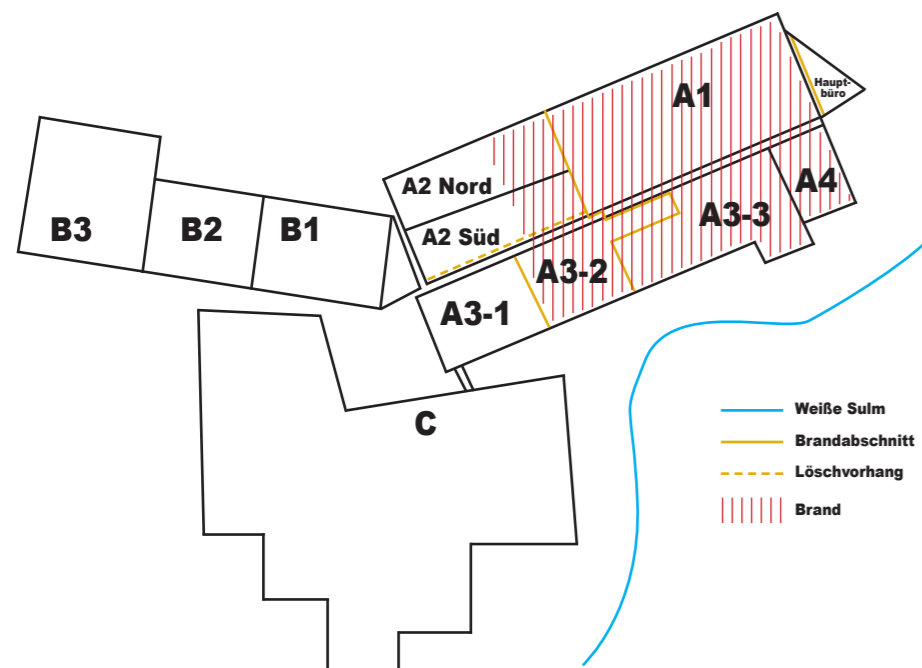 Haupt-
büro
A1
A2 Nord
A4
A3-3
B3
B2
B1
A2 Süd
A3-2
A3-1
C
Weiße Sulm
Brandabschnitt
Löschvorhang
Brand